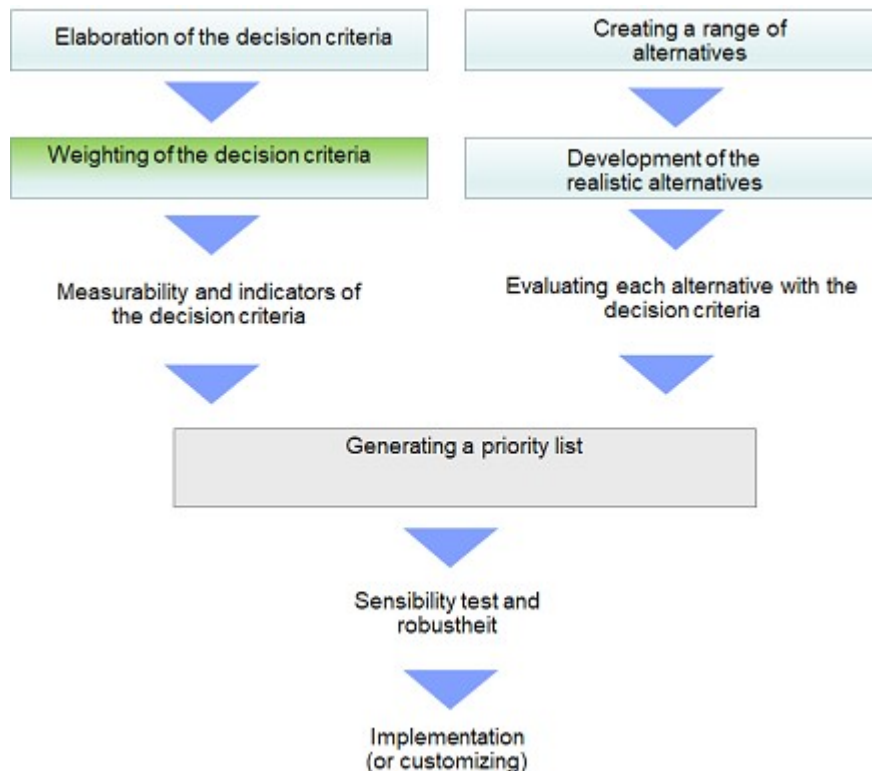 Elaboration of the decision criteria
Creating a range of
alternatives
Weighting of the decision criteria
Development of the
realistic alternatives
Measurability and indicators of
the decision criteria
Evaluating each alternative with the
decision criteria
Generating a priority list
Sensibility test and
robustheit
Implementation
(or customizing)